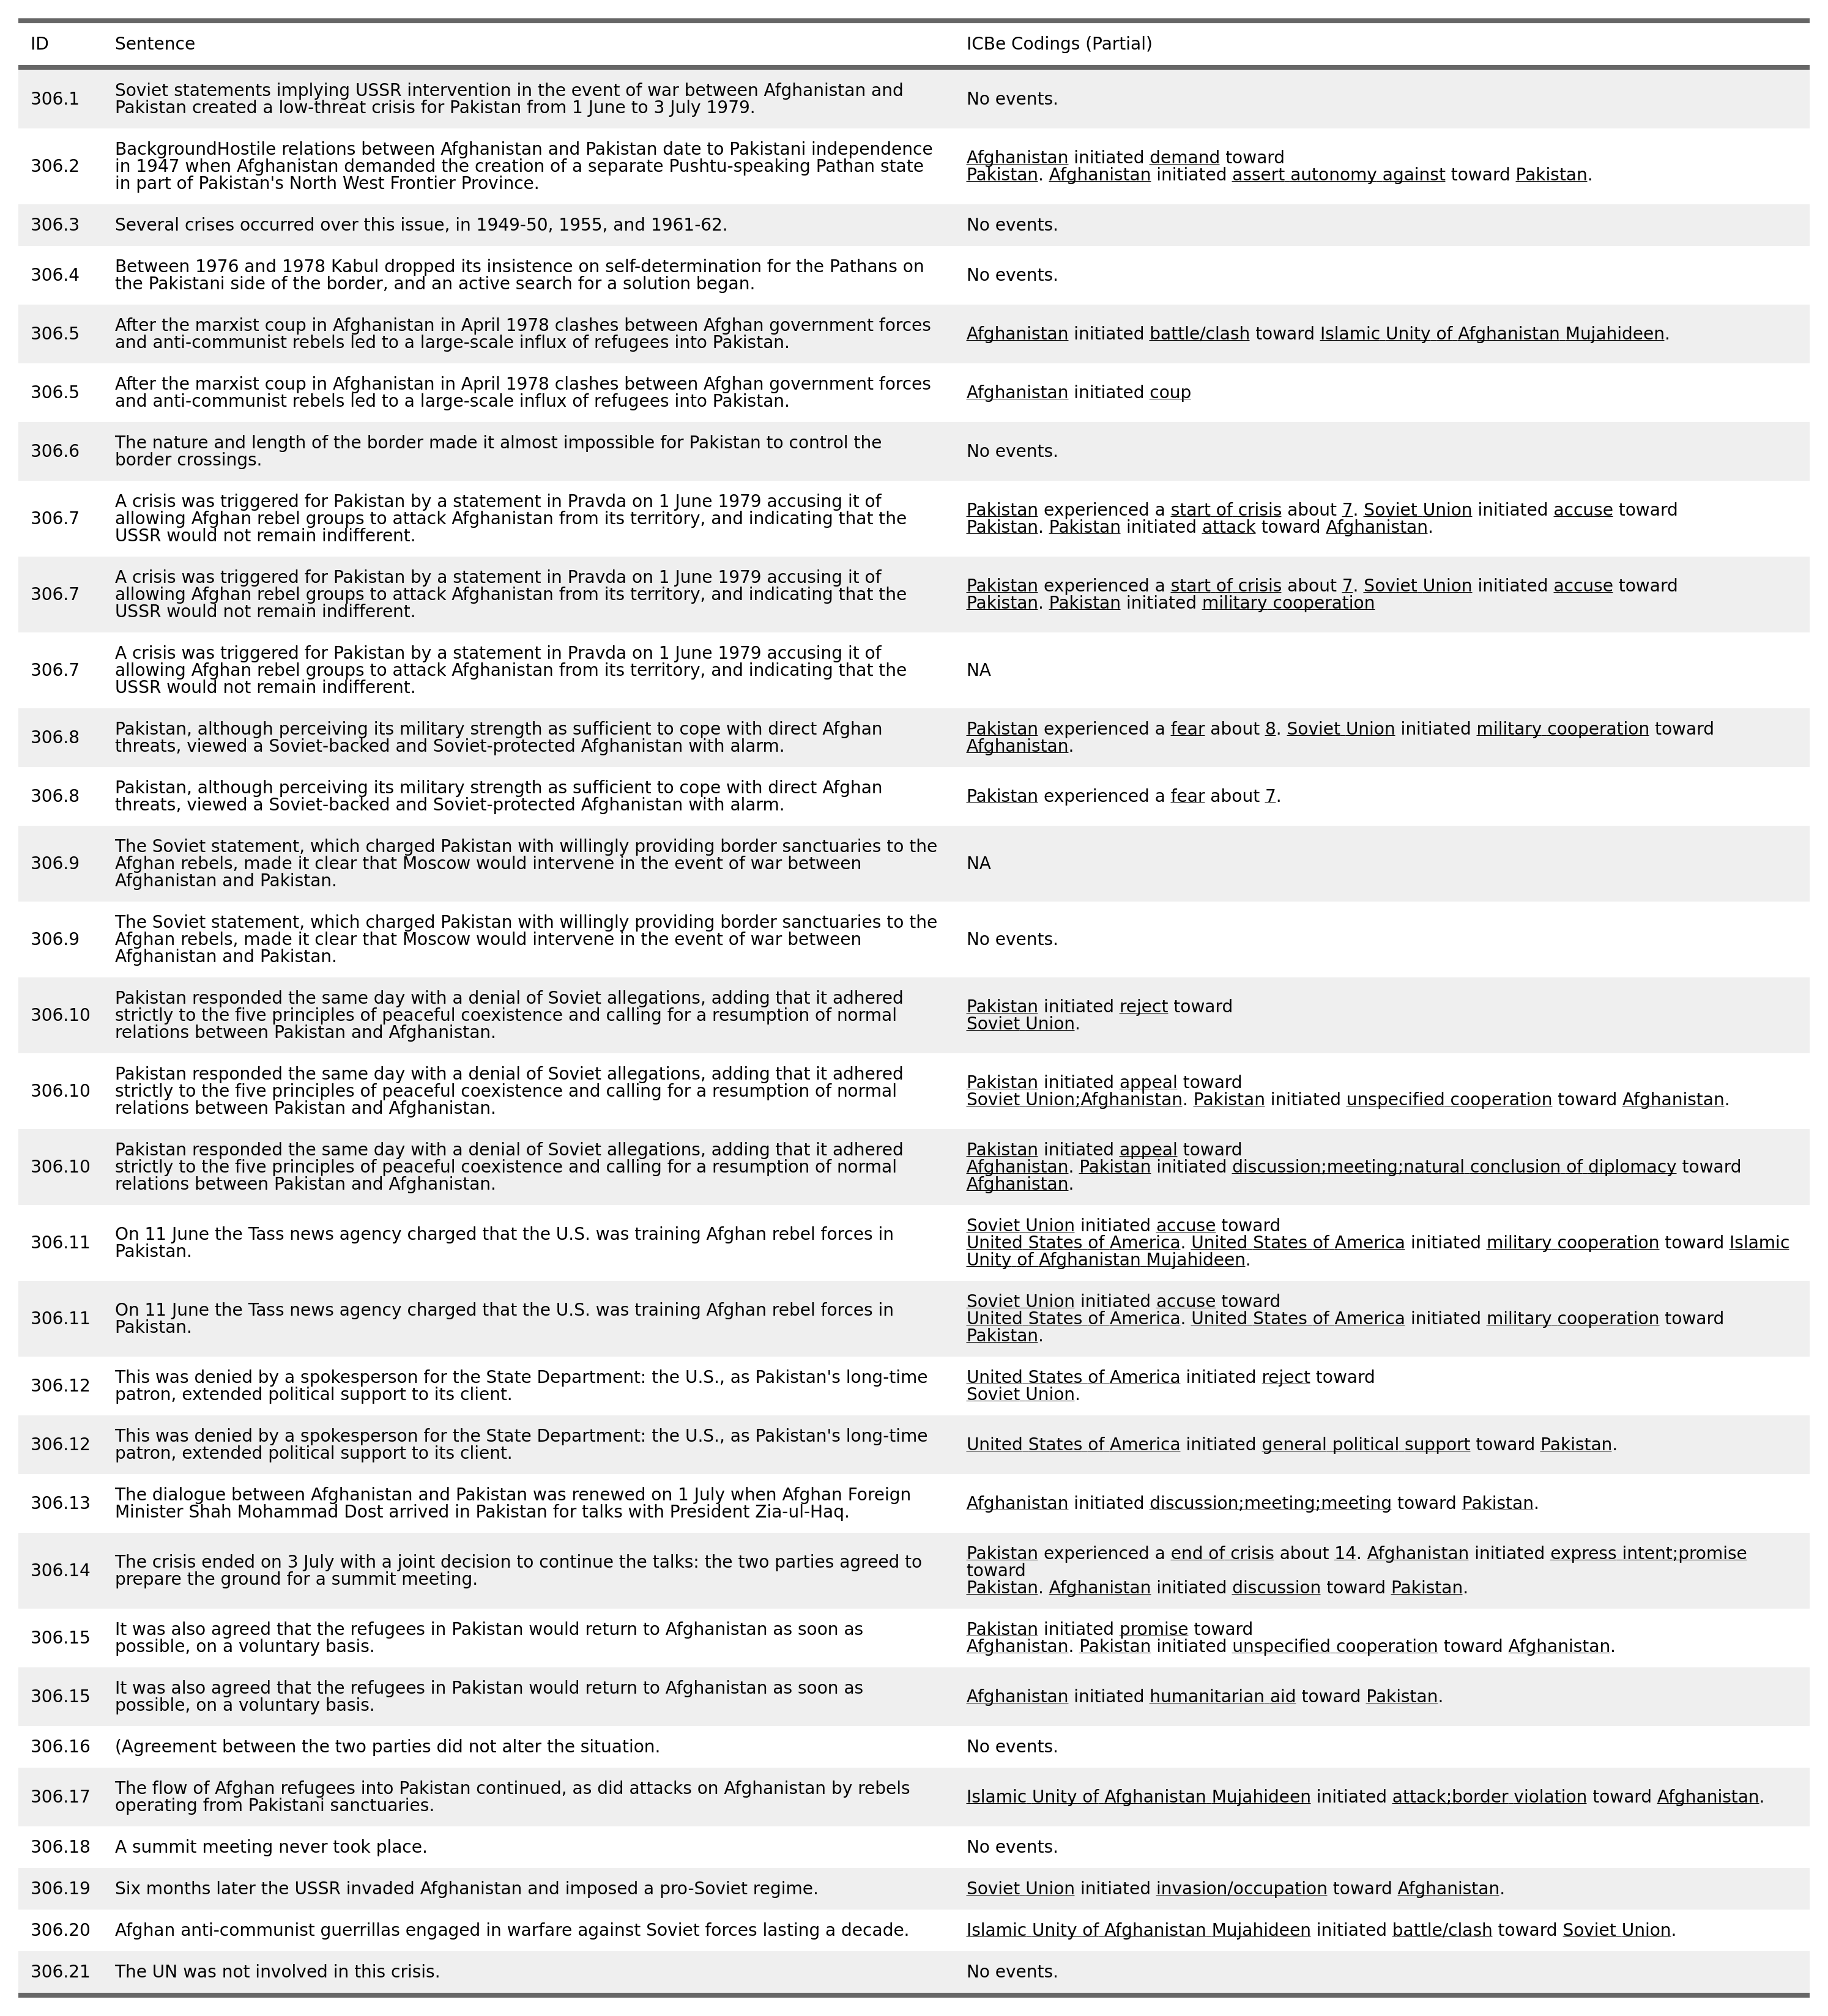 ID Sentence ICBe Codings (Partial)
306.1 Soviet statements implying USSR intervention in the event of war between Afghanistan and
Pakistan created a low-threat crisis for Pakistan from 1 June to 3 July 1979.
No events.
306.2 BackgroundHostile relations between Afghanistan and Pakistan date to Pakistani independence
in 1947 when Afghanistan demanded the creation of a separate Pushtu-speaking Pathan state
in part of Pakistan's North West Frontier Province.
Afghanistan initiated demand toward
Pakistan. Afghanistan initiated assert autonomy against toward Pakistan.
306.3 Several crises occurred over this issue, in 1949-50, 1955, and 1961-62.
No events.
306.4 Between 1976 and 1978 Kabul dropped its insistence on self-determination for the Pathans on
the Pakistani side of the border, and an active search for a solution began.
No events.
306.5 After the marxist coup in Afghanistan in April 1978 clashes between Afghan government forces
and anti-communist rebels led to a large-scale influx of refugees into Pakistan.
Afghanistan initiated battle/clash toward Islamic Unity of Afghanistan Mujahideen.
306.5 After the marxist coup in Afghanistan in April 1978 clashes between Afghan government forces
and anti-communist rebels led to a large-scale influx of refugees into Pakistan.
Afghanistan initiated coup
306.6 The nature and length of the border made it almost impossible for Pakistan to control the
border crossings.
No events.
306.7 A crisis was triggered for Pakistan by a statement in Pravda on 1 June 1979 accusing it of
allowing Afghan rebel groups to attack Afghanistan from its territory, and indicating that the
USSR would not remain indifferent.
Pakistan experienced a start of crisis about 7. Soviet Union initiated accuse toward
Pakistan. Pakistan initiated attack toward Afghanistan.
306.7 A crisis was triggered for Pakistan by a statement in Pravda on 1 June 1979 accusing it of
allowing Afghan rebel groups to attack Afghanistan from its territory, and indicating that the
USSR would not remain indifferent.
Pakistan experienced a start of crisis about 7. Soviet Union initiated accuse toward
Pakistan. Pakistan initiated military cooperation
306.7 A crisis was triggered for Pakistan by a statement in Pravda on 1 June 1979 accusing it of
allowing Afghan rebel groups to attack Afghanistan from its territory, and indicating that the
USSR would not remain indifferent.
NA
306.8 Pakistan, although perceiving its military strength as sufficient to cope with direct Afghan
threats, viewed a Soviet-backed and Soviet-protected Afghanistan with alarm.
Pakistan experienced a fear about 8. Soviet Union initiated military cooperation toward
Afghanistan.
306.8 Pakistan, although perceiving its military strength as sufficient to cope with direct Afghan
threats, viewed a Soviet-backed and Soviet-protected Afghanistan with alarm.
Pakistan experienced a fear about 7.
306.9 The Soviet statement, which charged Pakistan with willingly providing border sanctuaries to the
Afghan rebels, made it clear that Moscow would intervene in the event of war between
Afghanistan and Pakistan.
NA
306.9 The Soviet statement, which charged Pakistan with willingly providing border sanctuaries to the
Afghan rebels, made it clear that Moscow would intervene in the event of war between
Afghanistan and Pakistan.
No events.
306.10 Pakistan responded the same day with a denial of Soviet allegations, adding that it adhered
strictly to the five principles of peaceful coexistence and calling for a resumption of normal
relations between Pakistan and Afghanistan.
Pakistan initiated reject toward
Soviet Union.
306.10 Pakistan responded the same day with a denial of Soviet allegations, adding that it adhered
strictly to the five principles of peaceful coexistence and calling for a resumption of normal
relations between Pakistan and Afghanistan.
Pakistan initiated appeal toward
Soviet Union;Afghanistan. Pakistan initiated unspecified cooperation toward Afghanistan.
306.10 Pakistan responded the same day with a denial of Soviet allegations, adding that it adhered
strictly to the five principles of peaceful coexistence and calling for a resumption of normal
relations between Pakistan and Afghanistan.
Pakistan initiated appeal toward
Afghanistan. Pakistan initiated discussion;meeting;natural conclusion of diplomacy toward
Afghanistan.
306.11 On 11 June the Tass news agency charged that the U.S. was training Afghan rebel forces in
Pakistan.
Soviet Union initiated accuse toward
United States of America. United States of America initiated military cooperation toward Islamic
Unity of Afghanistan Mujahideen.
306.11 On 11 June the Tass news agency charged that the U.S. was training Afghan rebel forces in
Pakistan.
Soviet Union initiated accuse toward
United States of America. United States of America initiated military cooperation toward
Pakistan.
306.12 This was denied by a spokesperson for the State Department: the U.S., as Pakistan's long-time
patron, extended political support to its client.
United States of America initiated reject toward
Soviet Union.
306.12 This was denied by a spokesperson for the State Department: the U.S., as Pakistan's long-time
patron, extended political support to its client.
United States of America initiated general political support toward Pakistan.
306.13 The dialogue between Afghanistan and Pakistan was renewed on 1 July when Afghan Foreign
Minister Shah Mohammad Dost arrived in Pakistan for talks with President Zia-ul-Haq.
Afghanistan initiated discussion;meeting;meeting toward Pakistan.
306.14 The crisis ended on 3 July with a joint decision to continue the talks: the two parties agreed to
prepare the ground for a summit meeting.
Pakistan experienced a end of crisis about 14. Afghanistan initiated express intent;promise
toward
Pakistan. Afghanistan initiated discussion toward Pakistan.
306.15 It was also agreed that the refugees in Pakistan would return to Afghanistan as soon as
possible, on a voluntary basis.
Pakistan initiated promise toward
Afghanistan. Pakistan initiated unspecified cooperation toward Afghanistan.
306.15 It was also agreed that the refugees in Pakistan would return to Afghanistan as soon as
possible, on a voluntary basis.
Afghanistan initiated humanitarian aid toward Pakistan.
306.16 (Agreement between the two parties did not alter the situation.
No events.
306.17 The flow of Afghan refugees into Pakistan continued, as did attacks on Afghanistan by rebels
operating from Pakistani sanctuaries.
Islamic Unity of Afghanistan Mujahideen initiated attack;border violation toward Afghanistan.
306.18 A summit meeting never took place.
No events.
306.19 Six months later the USSR invaded Afghanistan and imposed a pro-Soviet regime.
Soviet Union initiated invasion/occupation toward Afghanistan.
306.20 Afghan anti-communist guerrillas engaged in warfare against Soviet forces lasting a decade.
Islamic Unity of Afghanistan Mujahideen initiated battle/clash toward Soviet Union.
306.21 The UN was not involved in this crisis.
No events.